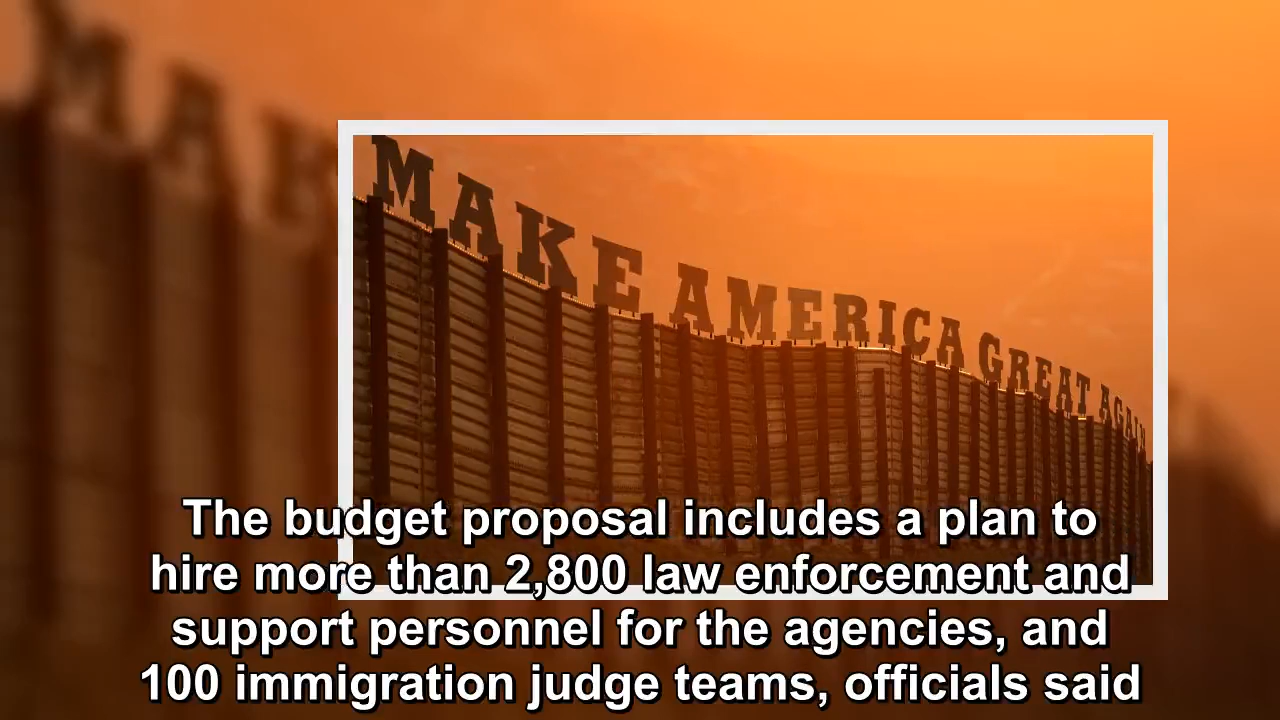 MAK
MAKE AMERICA GREAT AGAIN
The budget proposal includes a plan to
hire more than 2,800 law enforcement and
support personnel for the agencies, and
100 immigration judge teams, officials said